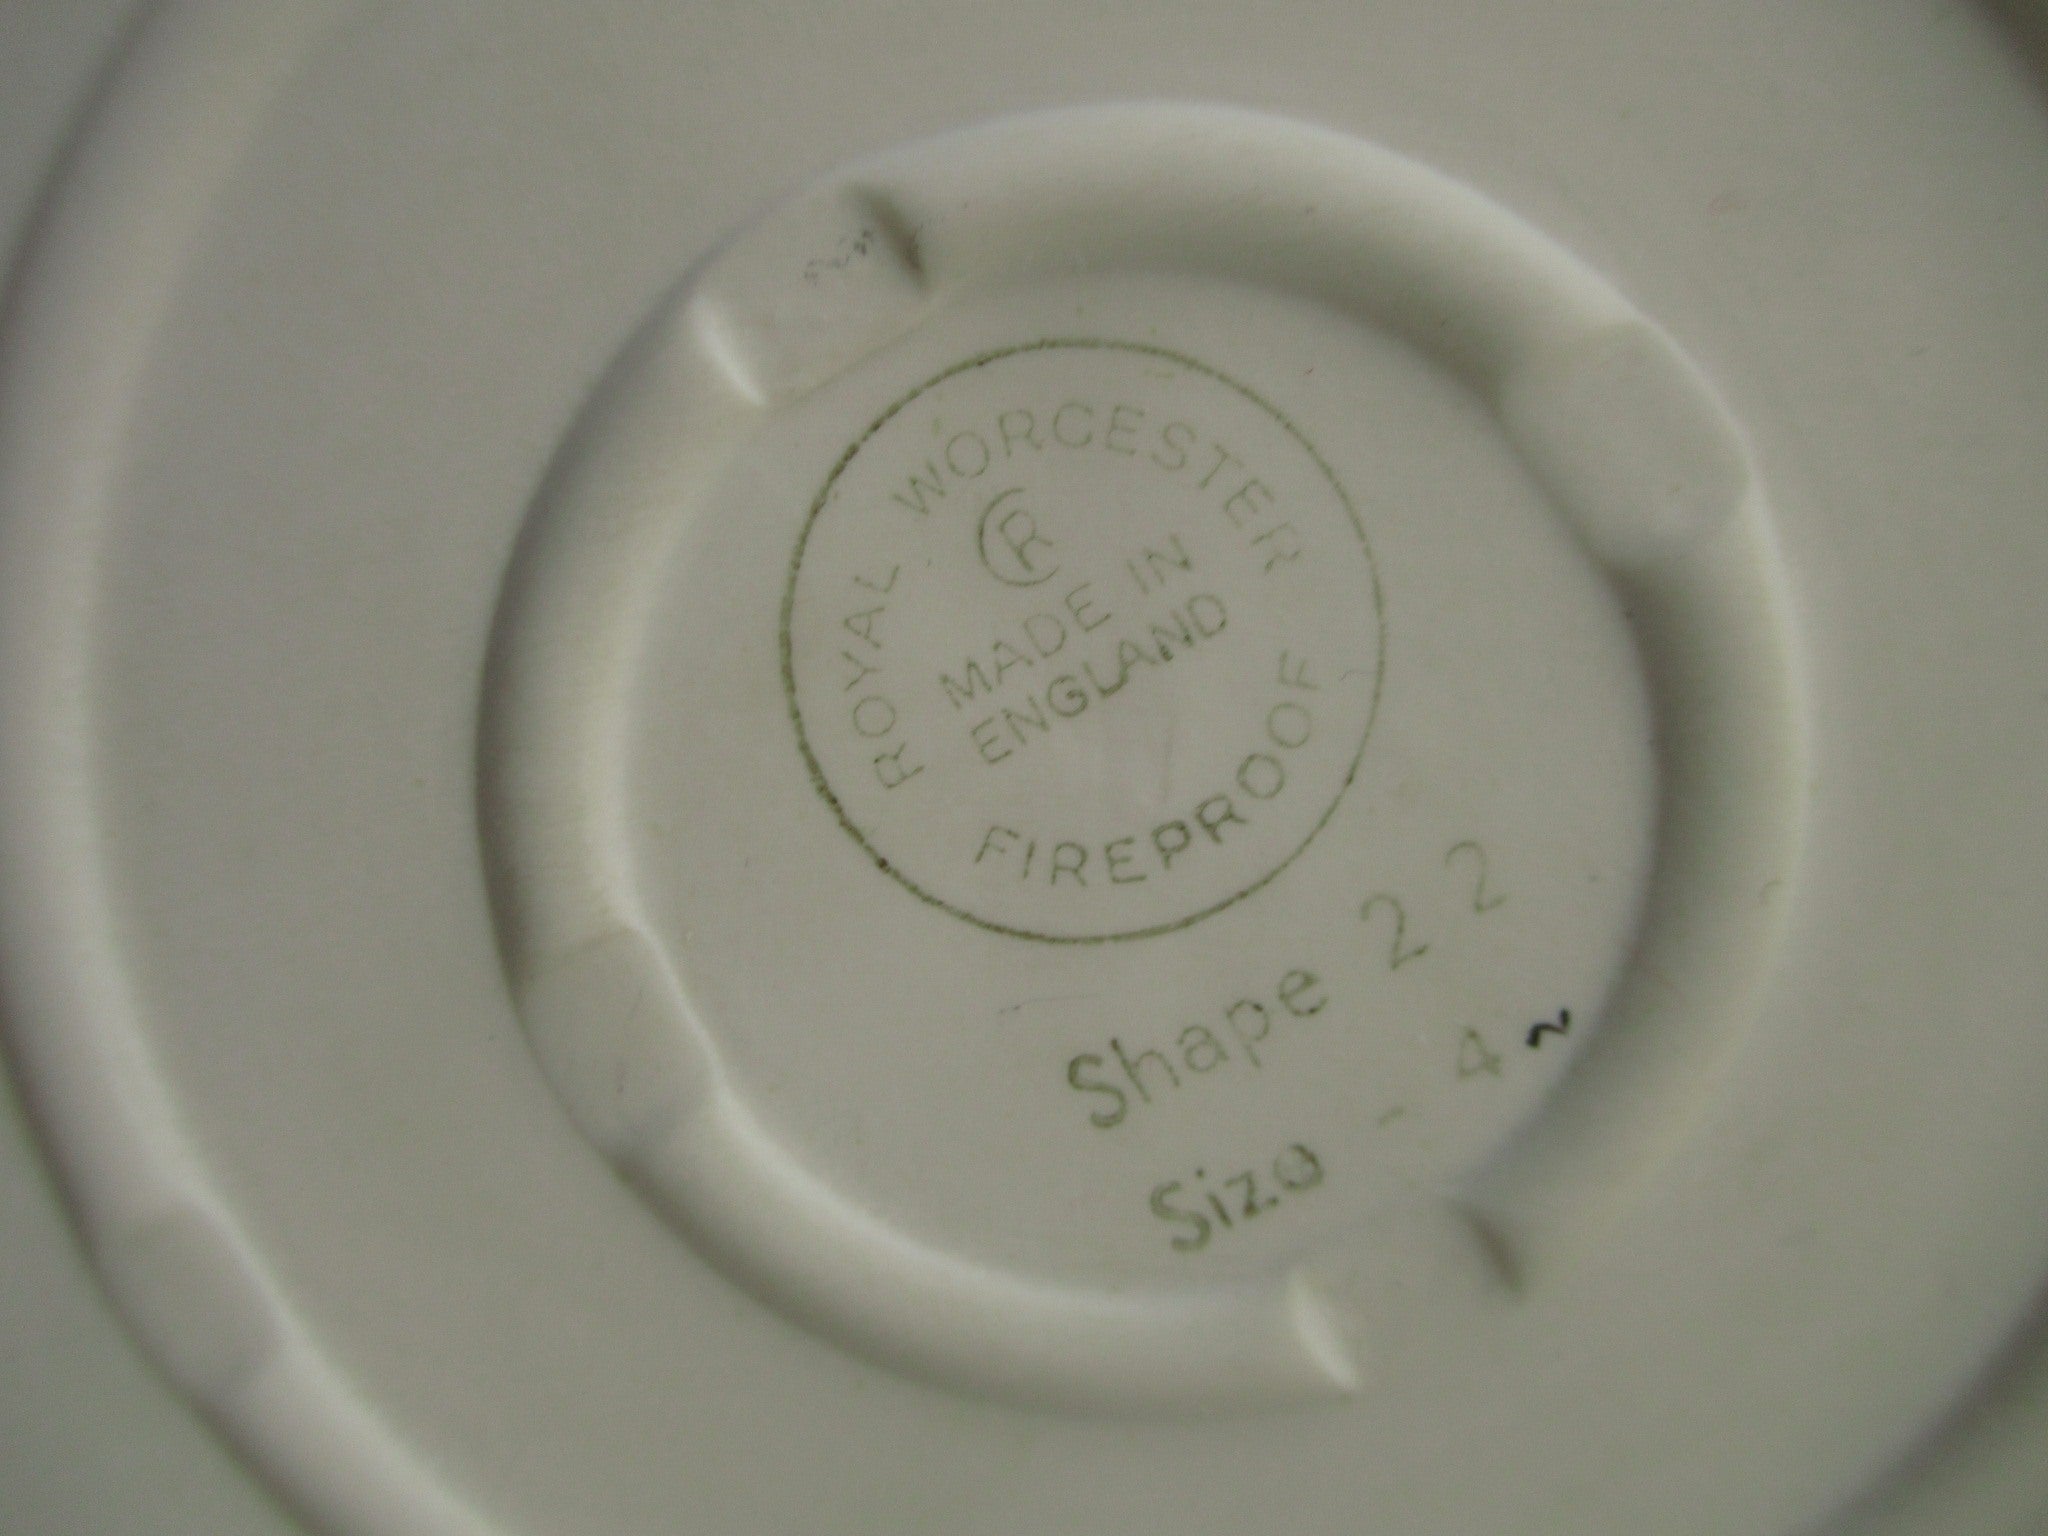 ROYAL WORCESTER
R
MADE IN
ENGLAND
FIREPROOF
Shape 22
Size - 4